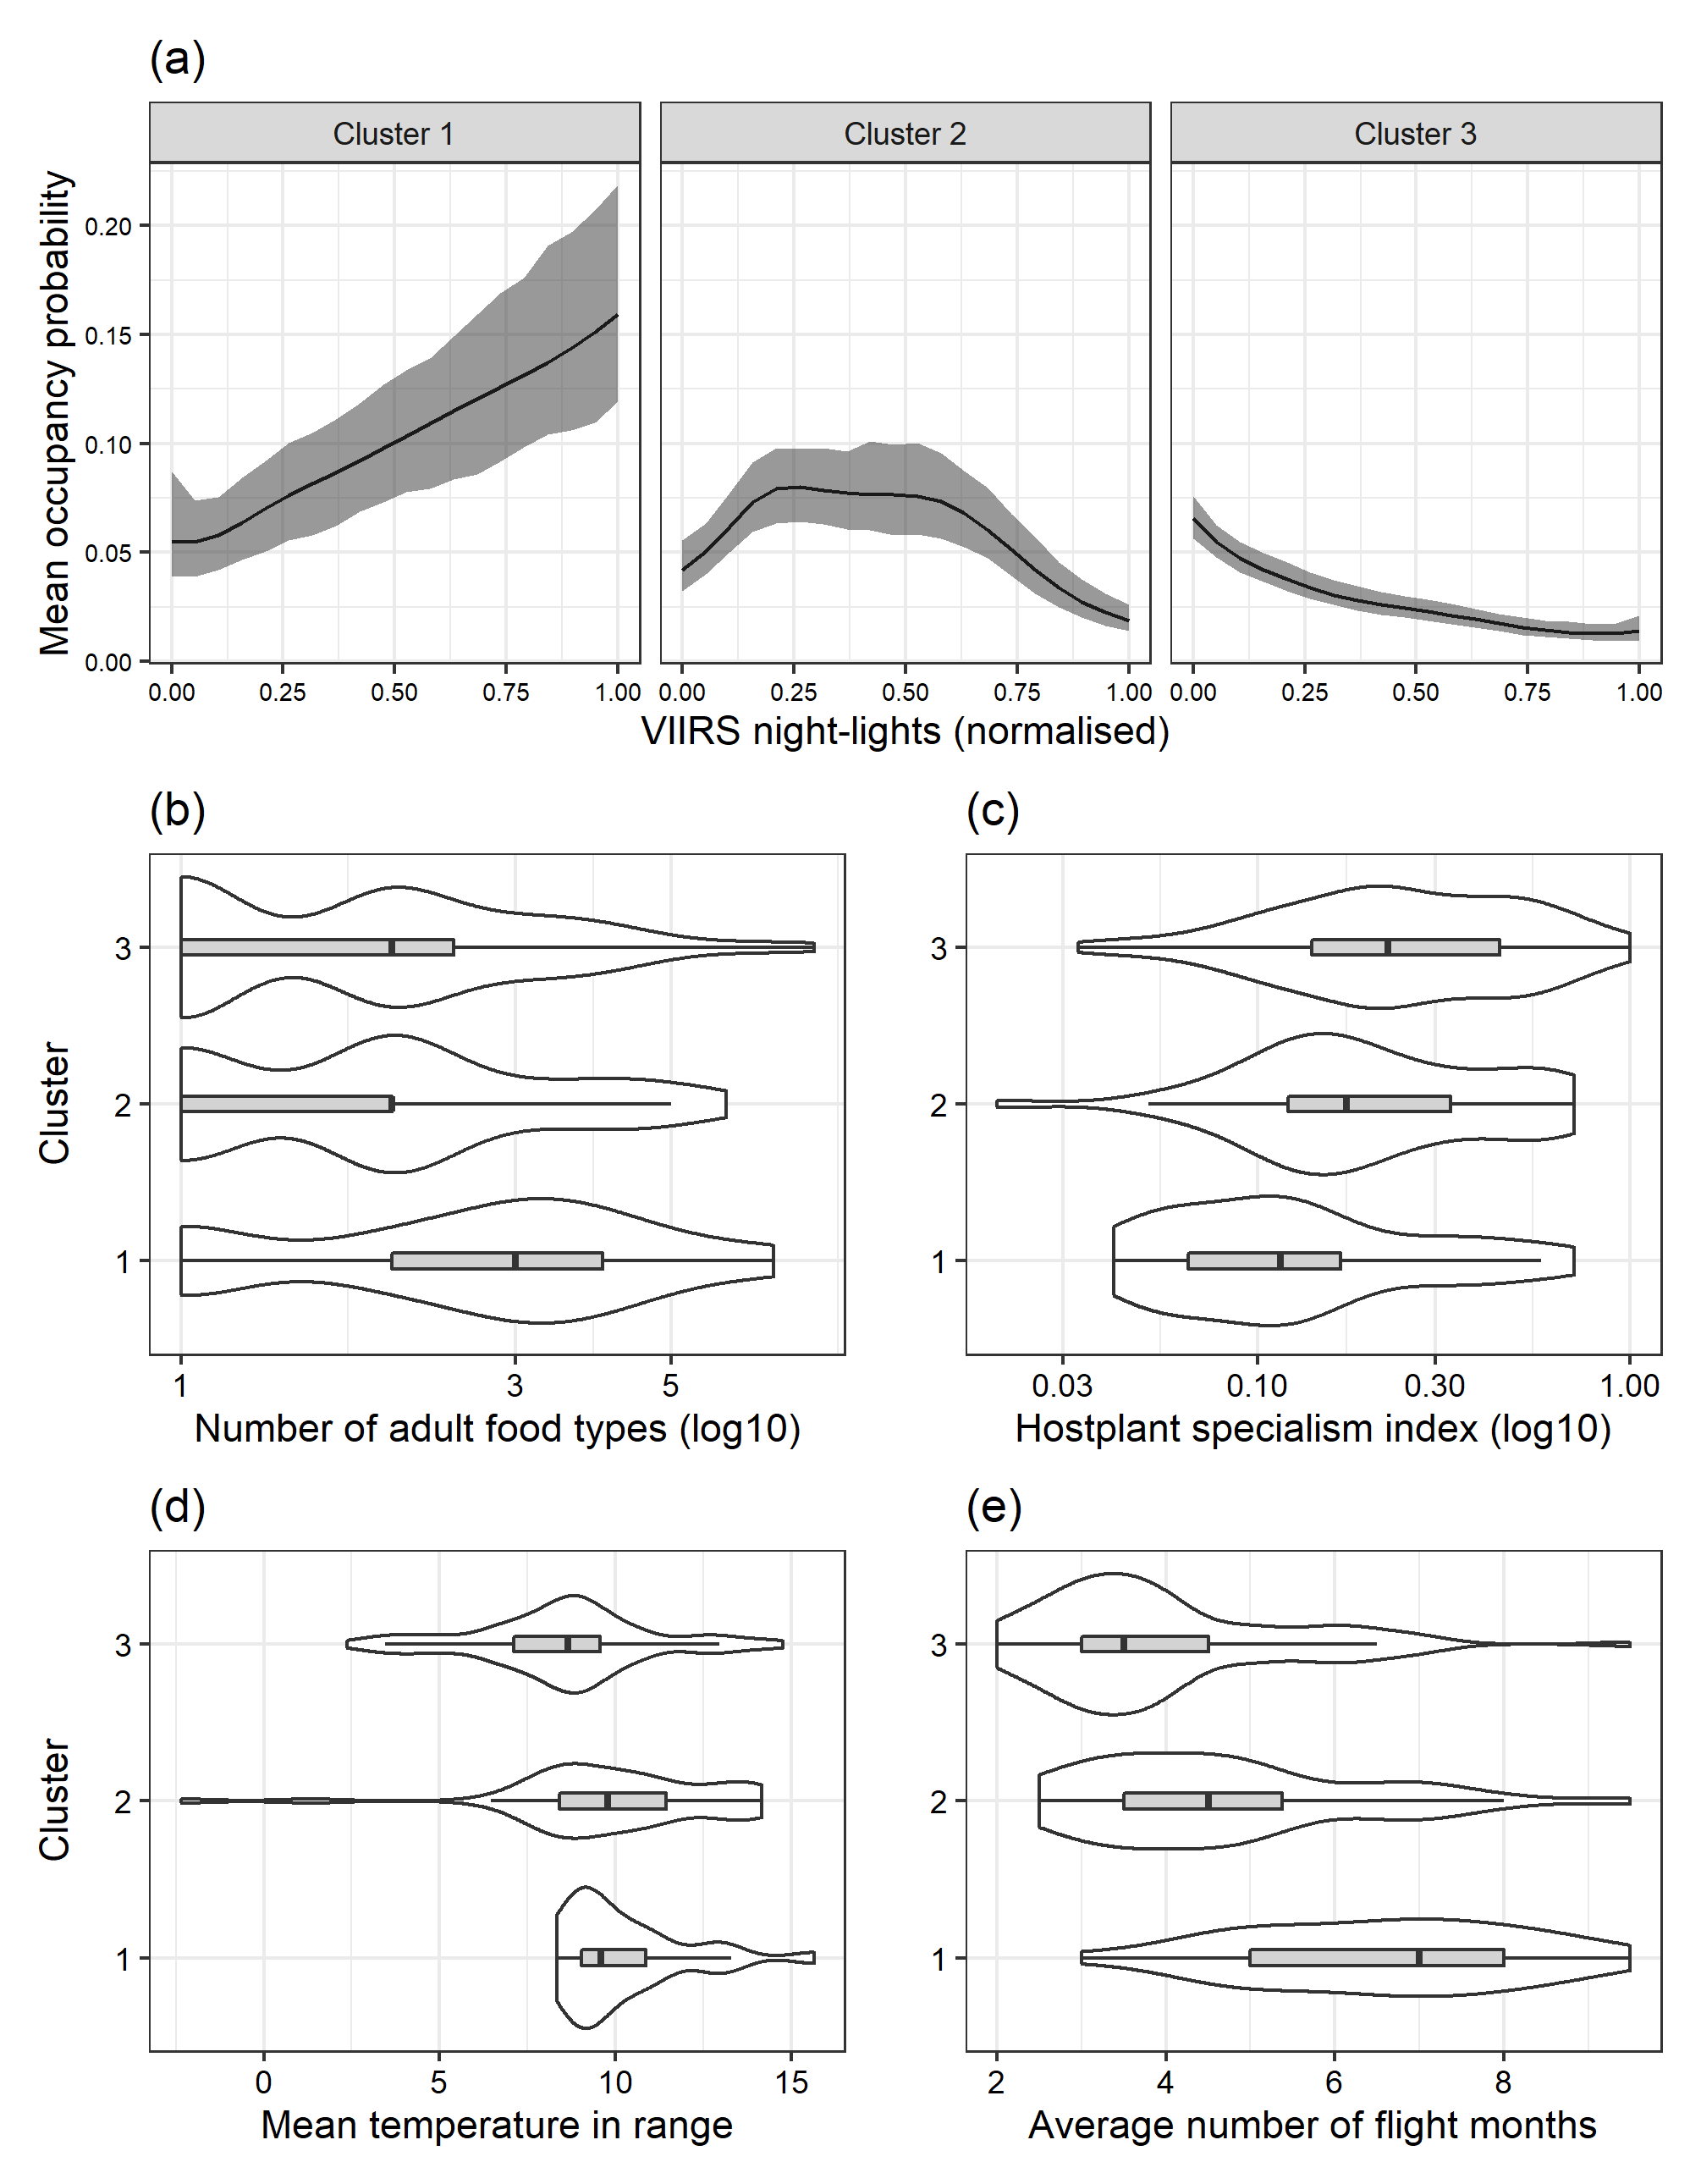 (a)
Cluster 1 Cluster 2 Cluster 3
Mean occupancy probability
0.20
0.15
0.10
0.05
0.00
0.00 0.25 0.50 0.75 1.00 0.00 0.25 0.50 0.75 1.00 0.00 0.25 0.50 0.75 1.00
VIIRS night-lights (normalised)
(b)
Cluster
3
2
1
1 3 5
Number of adult food types (log10)
(c)
3
2
1
0.03 0.10 0.30 1.00
Hostplant specialism index (log10)
(d)
Cluster
3
2
1
0 5 10 15
Mean temperature in range
(e)
3
2
1
2 4 6 8
Average number of flight months